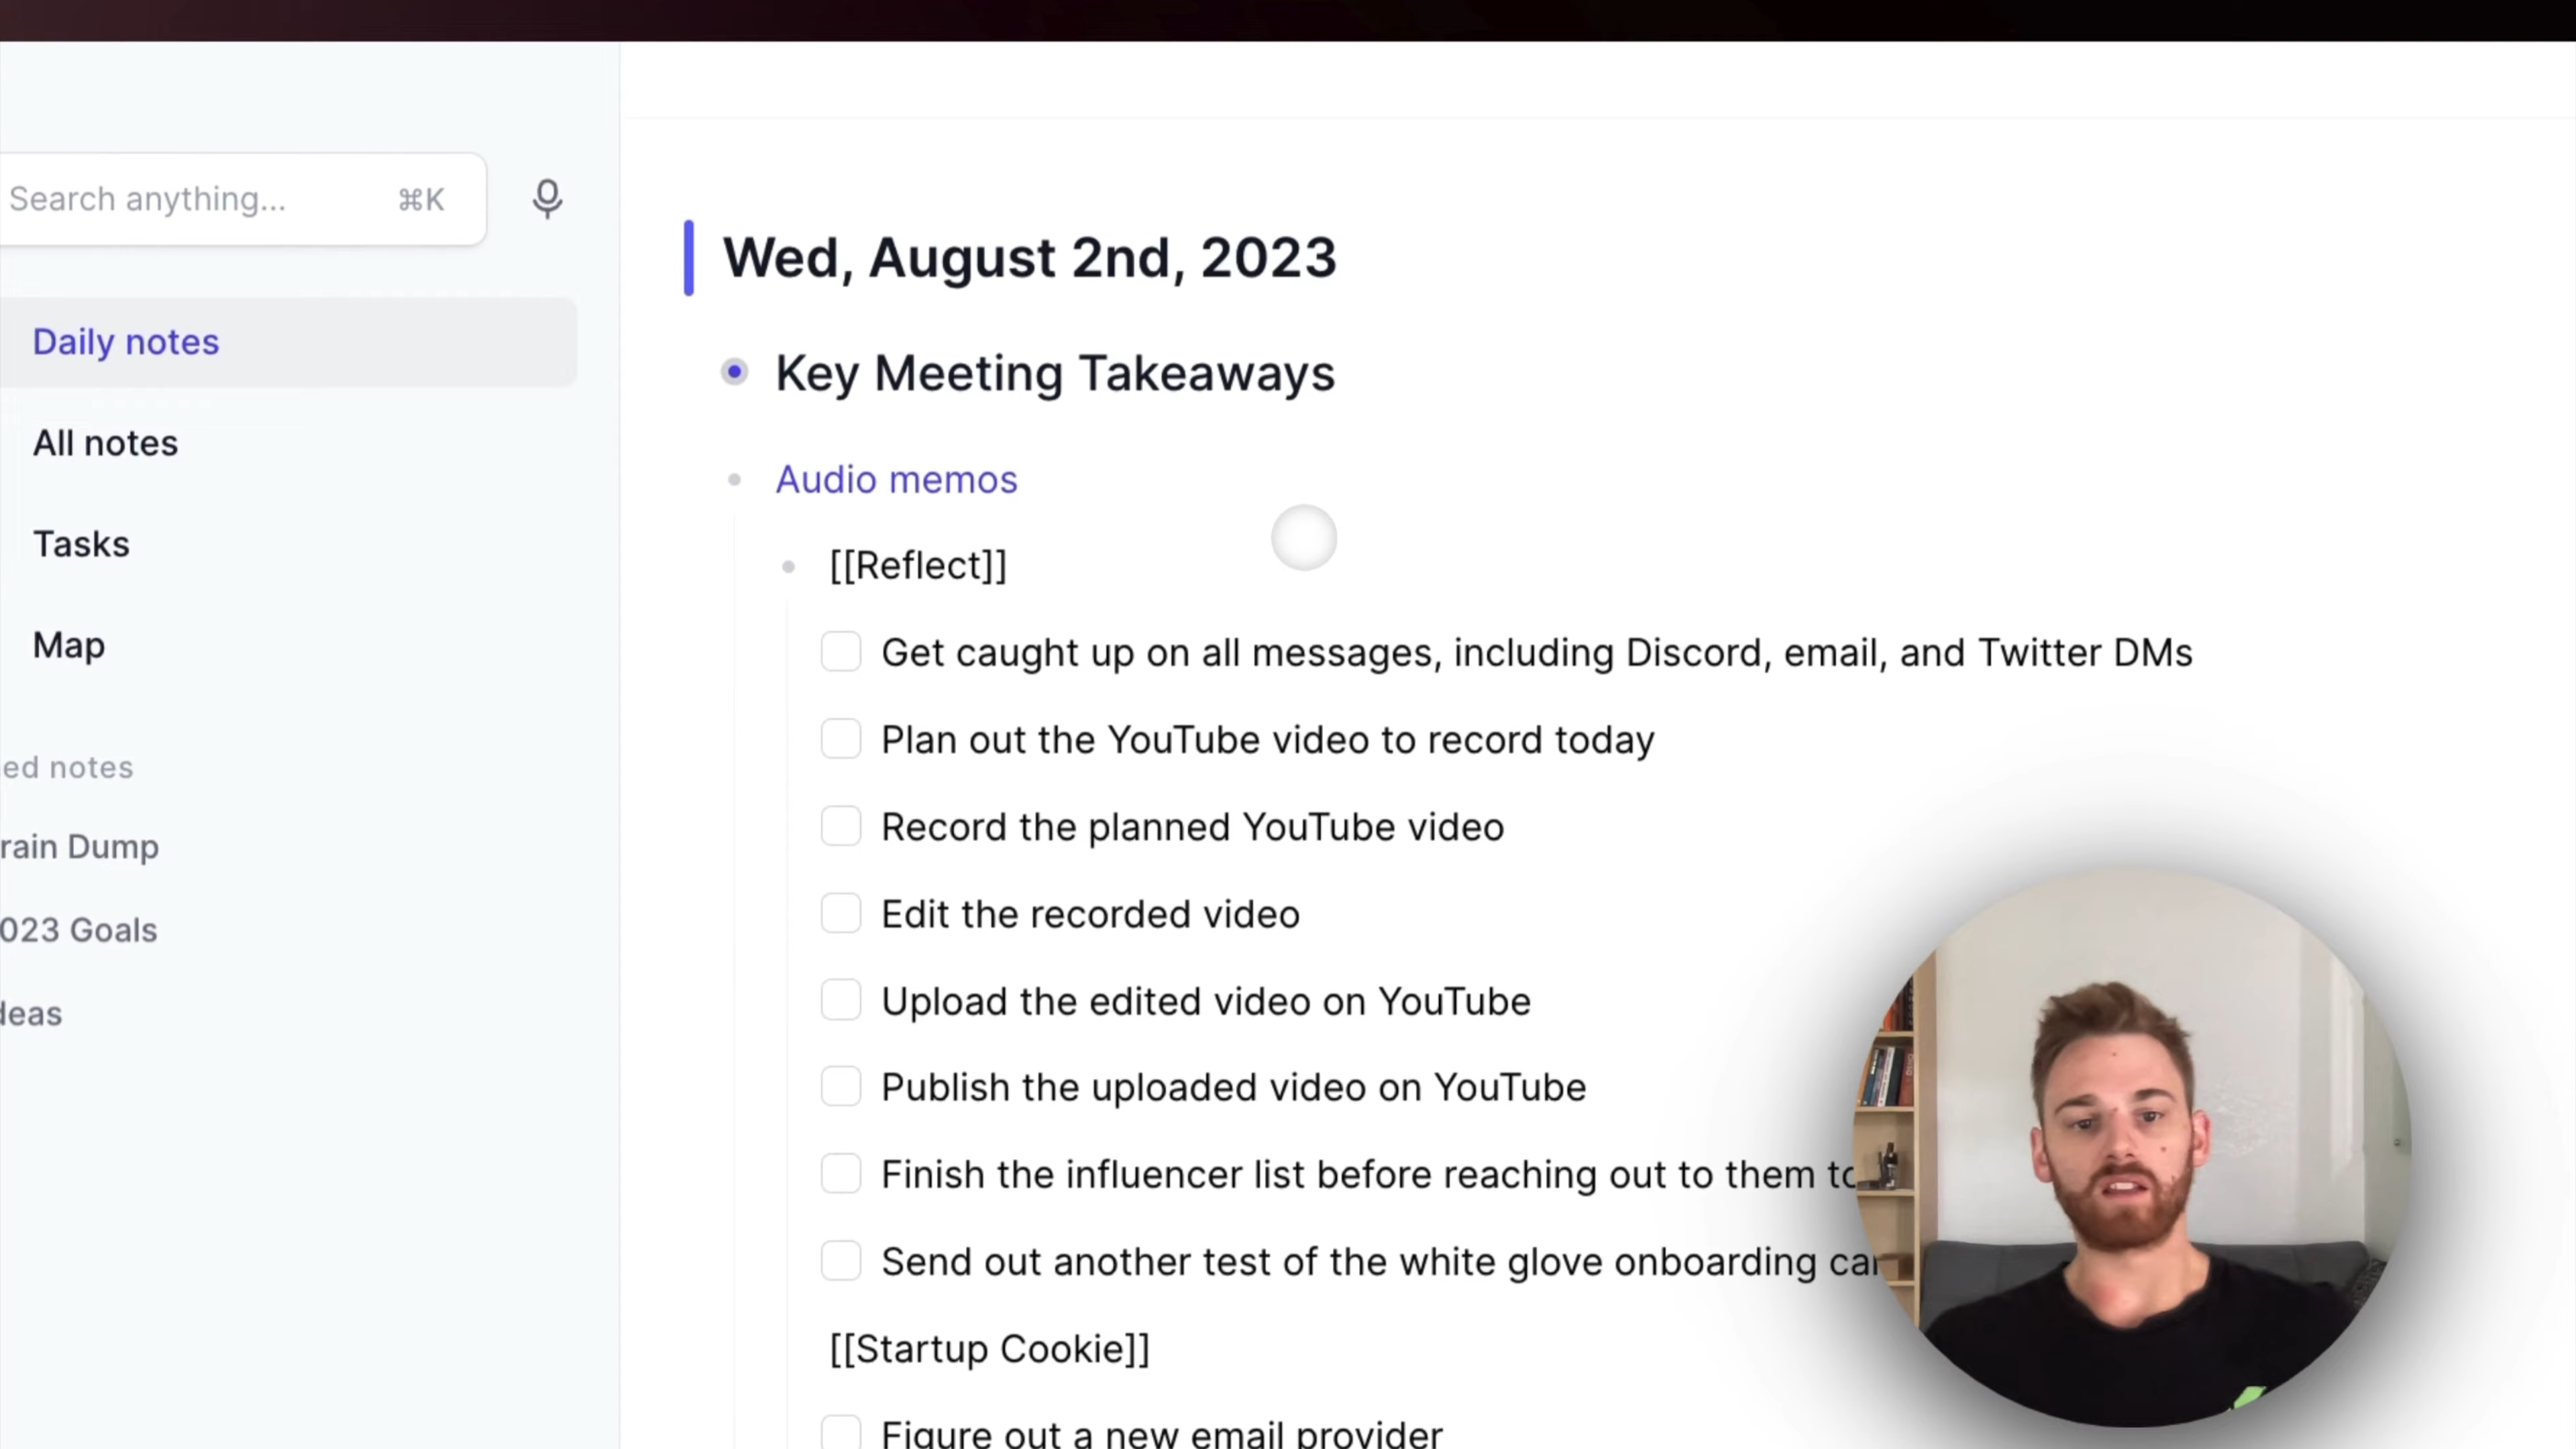 Search anything... ⌘K
Daily notes
All notes
Tasks
Map
ed notes
rain Dump
023 Goals
deas
Wed, August 2nd, 2023
Key Meeting Takeaways
Audio memos
[[Reflect]]
Get caught up on all messages, including Discord, email, and Twitter DMs
Plan out the YouTube video to record today
Record the planned YouTube video
Edit the recorded video
Upload the edited video on YouTube
Publish the uploaded video on YouTube
Finish the influencer list before reaching out to them to
Send out another test of the white glove onboarding ca
[[Startup Cookie]]
Figure out a new email provider